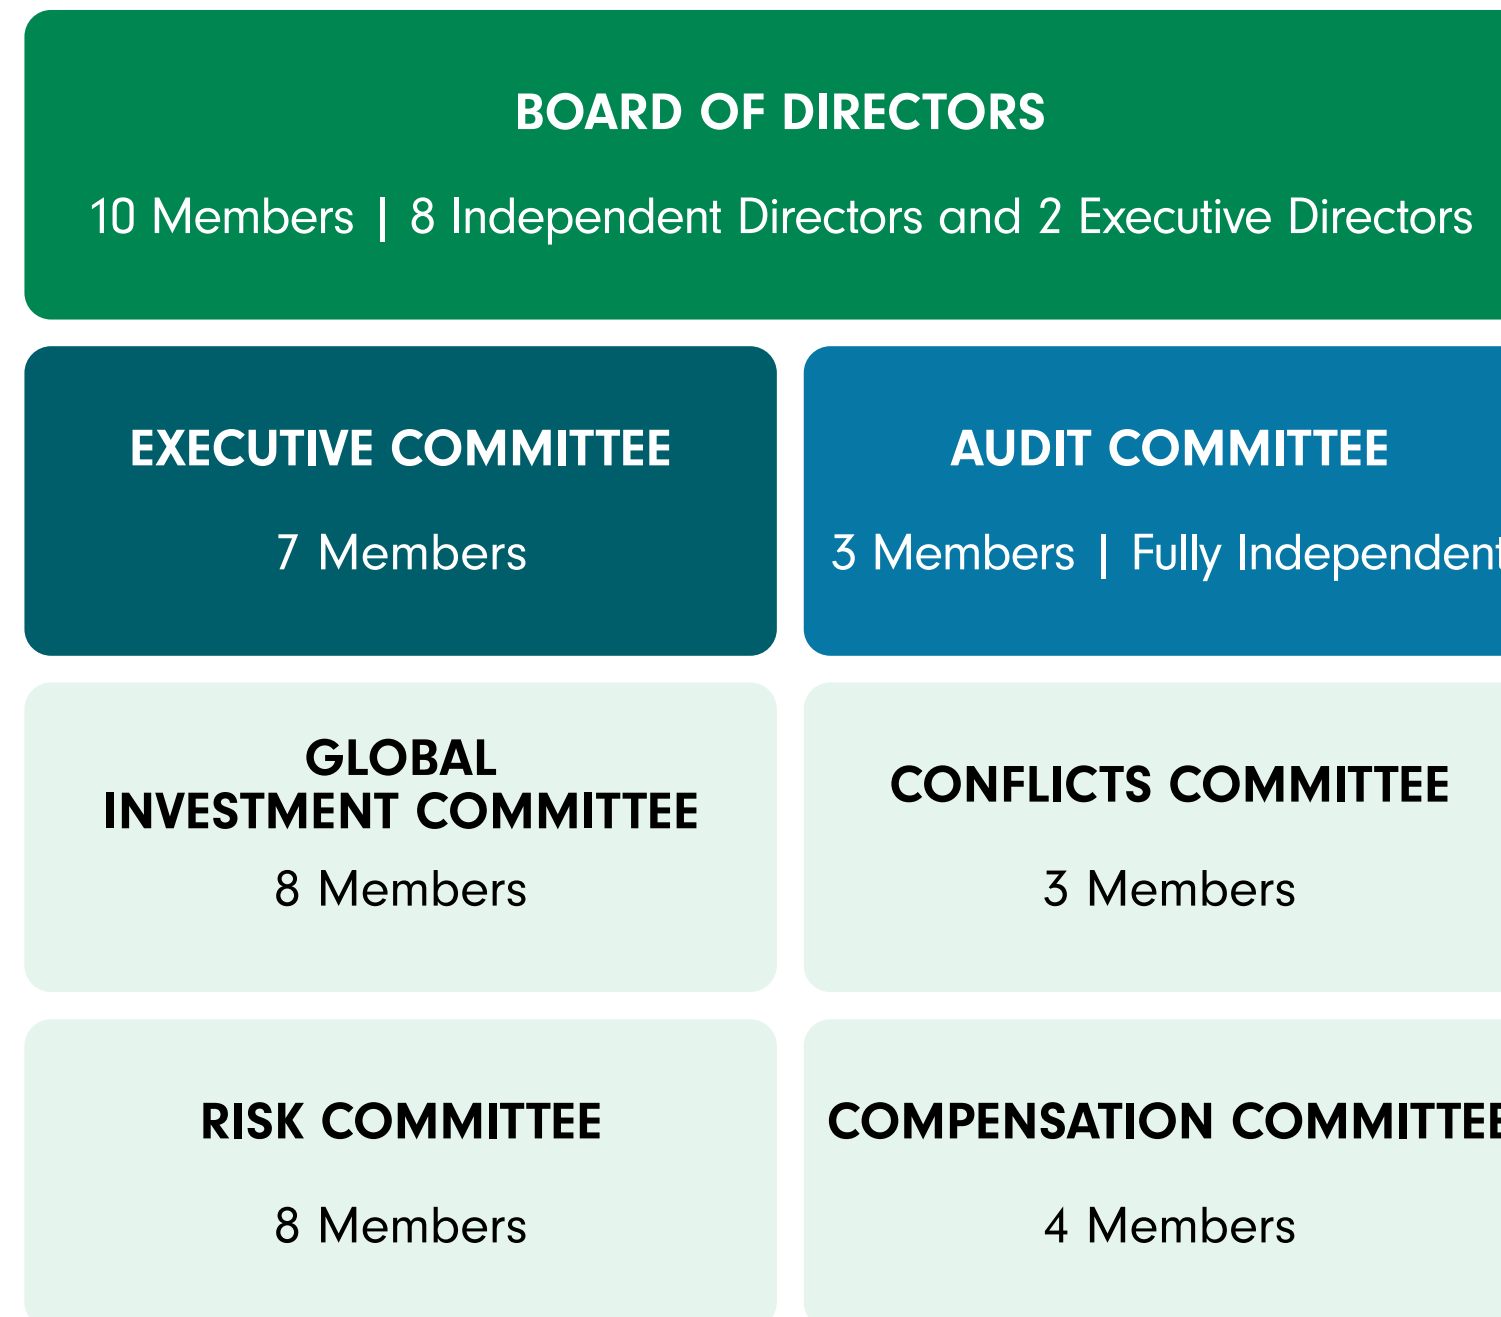 BOARD OF DIRECTORS
10 Members | 8 Independent Directors and 2 Executive Directors
EXECUTIVE COMMITTEE
7 Members
AUDIT COMMITTEE
3 Members | Fully Independent
GLOBAL
INVESTMENT COMMITTEE
8 Members
CONFLICTS COMMITTEE
3 Members
RISK COMMITTEE
8 Members
COMPENSATION COMMITTEE
4 Members